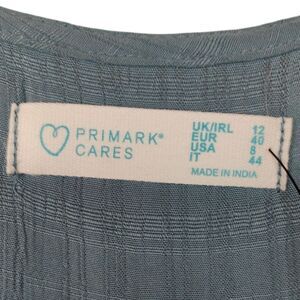 PRIMARK®
CARES
UK/IRL 12
EUR 40
USA 8
IT 44
MADE IN INDIA